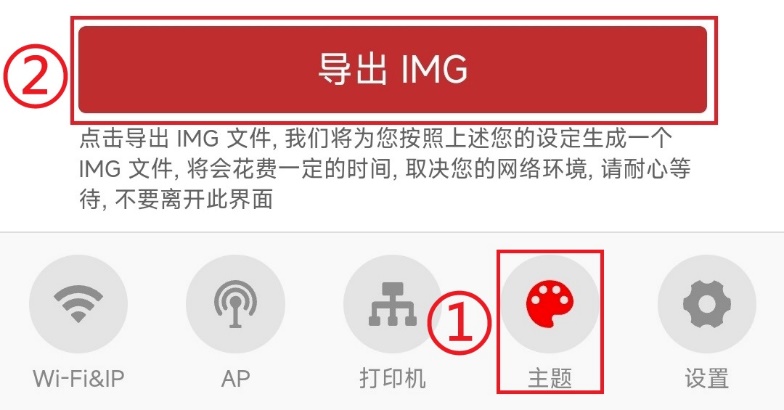 ②
导出 IMG
点击导出 IMG 文件, 我们将为您按照上述您的设定生成一个
IMG 文件, 将会花费一定的时间, 取决您的网络环境, 请耐心等
待, 不要离开此界面
①
Wi-Fi&IP
AP
打印机
主题
设置